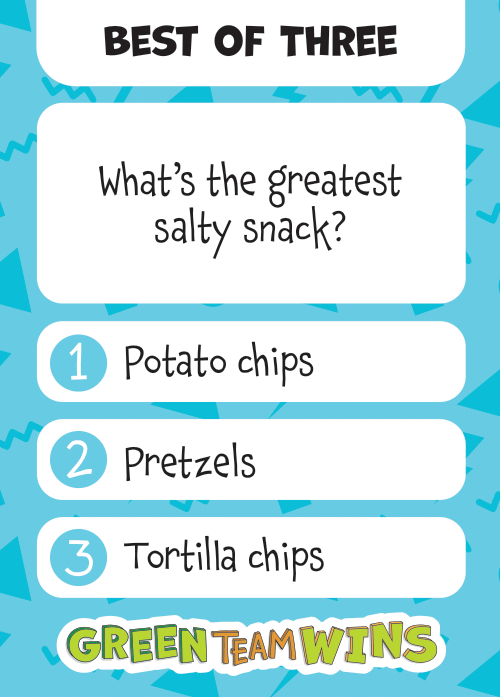 BEST OF THREE
What's the greatest
salty snack?
1 Potato chips
2 Pretzels
3 Tortilla chips
GREEN TEAM WINS